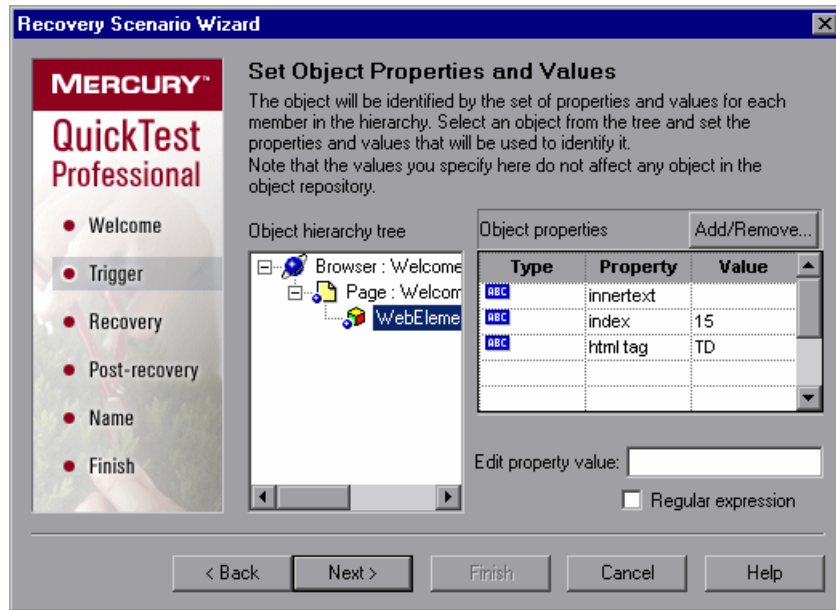 Recovery Scenario Wizard
MERCURY™
QuickTest
Professional
Welcome
Trigger
Recovery
Post-recovery
Name
Finish
Set Object Properties and Values
The object will be identified by the set of properties and values for each
member in the hierarchy. Select an object from the tree and set the
properties and values that will be used to identify it.
Note that the values you specify here do not affect any object in the
object repository.
Object hierarchy tree
Browser : Welcome
Page : Welcom
WebEleme
Object properties
Add/Remove...
Type Property Value
ABC innertext
ABC index 15
ABC html tag TD
Edit property value:
Regular expression
< Back
Next >
Finish
Cancel
Help